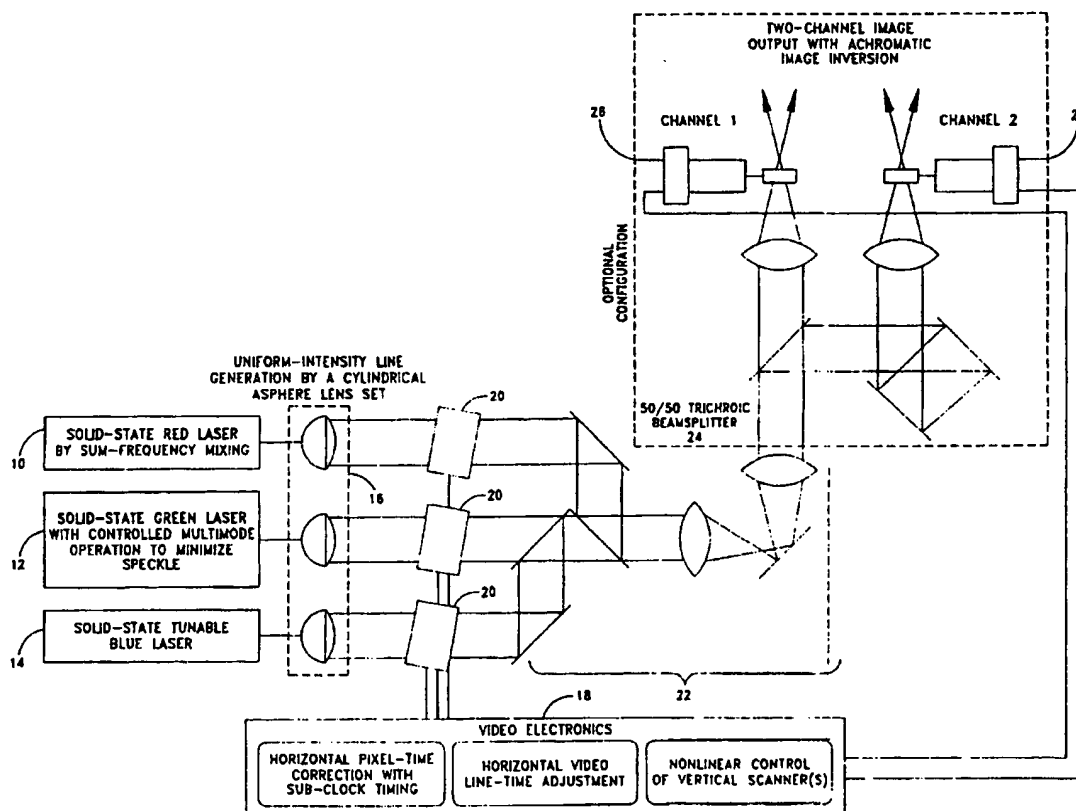 TWO-CHANNEL IMAGE
OUTPUT WITH ACHROMATIC
IMAGE INVERSION
26
CHANNEL 1
CHANNEL 2
2
OPTIONAL
CONFIGURATION
UNIFORM-INTENSITY LINE
GENERATION BY A CYLINDRICAL
ASPHERE LENS SET
20
50/50 TRICHROIC
BEAMSPLITTER
24
10
SOLID-STATE RED LASER
BY SUM-FREQUENCY MIXING
16
20
12
SOLID-STATE GREEN LASER
WITH CONTROLLED MULTIMODE
OPERATION TO MINIMIZE
SPECKLE
20
14
SOLID-STATE TUNABLE
BLUE LASER
22
18
VIDEO ELECTRONICS
HORIZONTAL PIXEL-TIME
CORRECTION WITH
SUB-CLOCK TIMING
HORIZONTAL VIDEO
LINE-TIME ADJUSTMENT
NONLINEAR CONTROL
OF VERTICAL SCANNER(S)